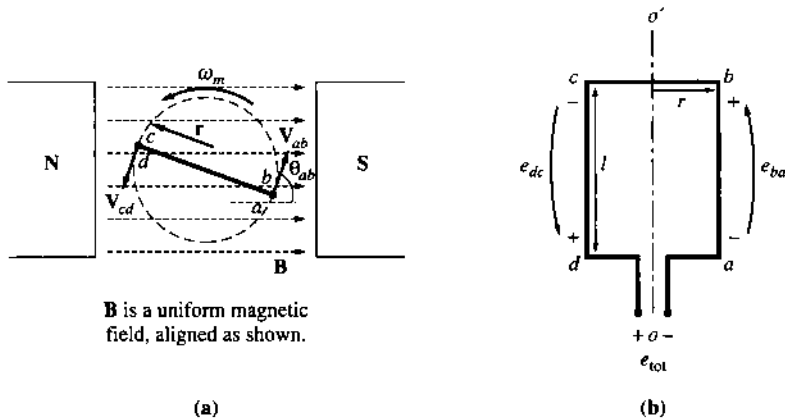 ω_m
r
c
d
N
S
V_ab
θ_ab
b
a
V_cd
B
B is a uniform magnetic
field, aligned as shown.
(a)
o′
c
b
−
r
+
e_dc
l
e_ba
+
−
d
a
+ o −
e_tot
(b)